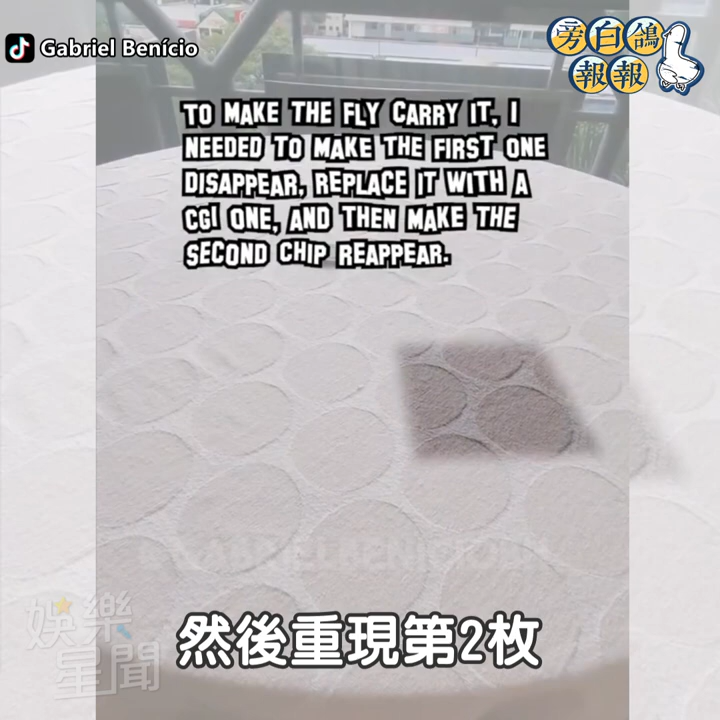 Gabriel Benício
旁白鴿
報報
TO MAKE THE FLY CARRY IT, I
NEEDED TO MAKE THE FIRST ONE
DISAPPEAR, REPLACE IT WITH A
CGI ONE, AND THEN MAKE THE
SECOND CHIP REAPPEAR.
然後重現第2枚
娛樂
星聞